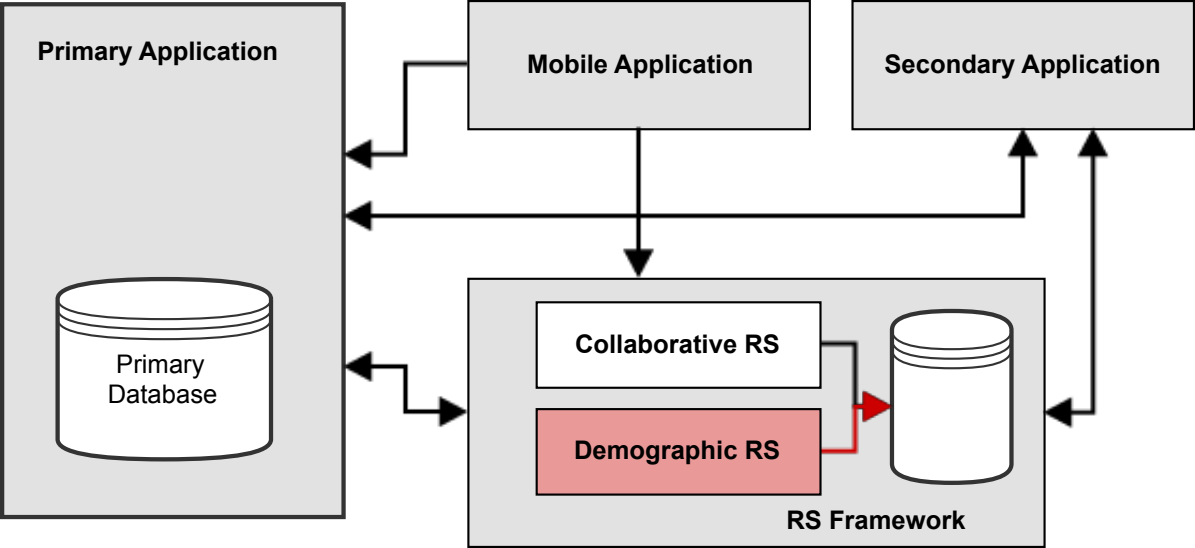 Primary Application
Mobile Application
Secondary Application
Primary
Database
Collaborative RS
Demographic RS
RS Framework